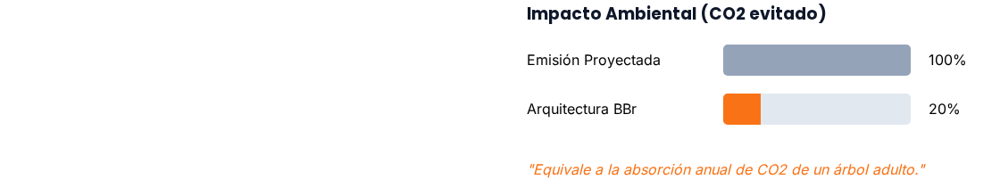 Impacto Ambiental (CO2 evitado)
Emisión Proyectada 100%
Arquitectura BBr 20%
"Equivale a la absorción anual de CO2 de un árbol adulto."